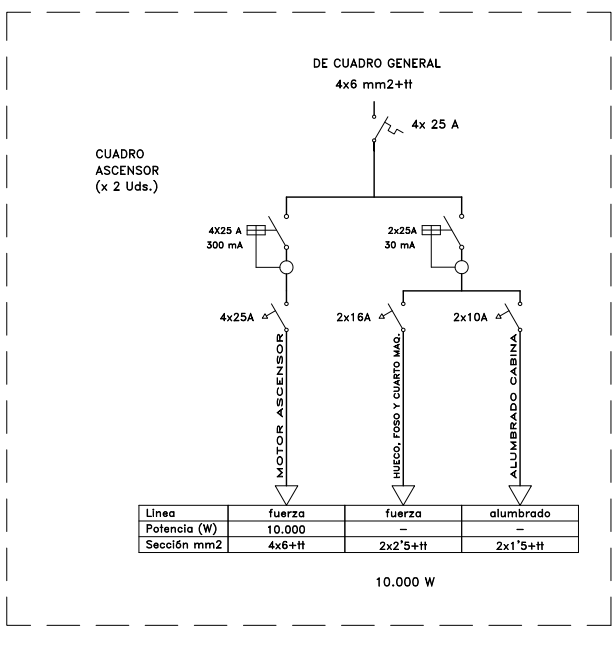 DE CUADRO GENERAL
4x6 mm2+tt
4x 25 A
CUADRO
ASCENSOR
(x 2 Uds.)
4X25 A
300 mA
2x25A
30 mA
4x25A
2x16A
2x10A
MOTOR ASCENSOR
HUECO, FOSO Y CUARTO MAQ.
ALUMBRADO CABINA
Linea fuerza fuerza alumbrado
Potencia (W) 10.000 – –
Sección mm2 4x6+tt 2x2'5+tt 2x1'5+tt
10.000 W